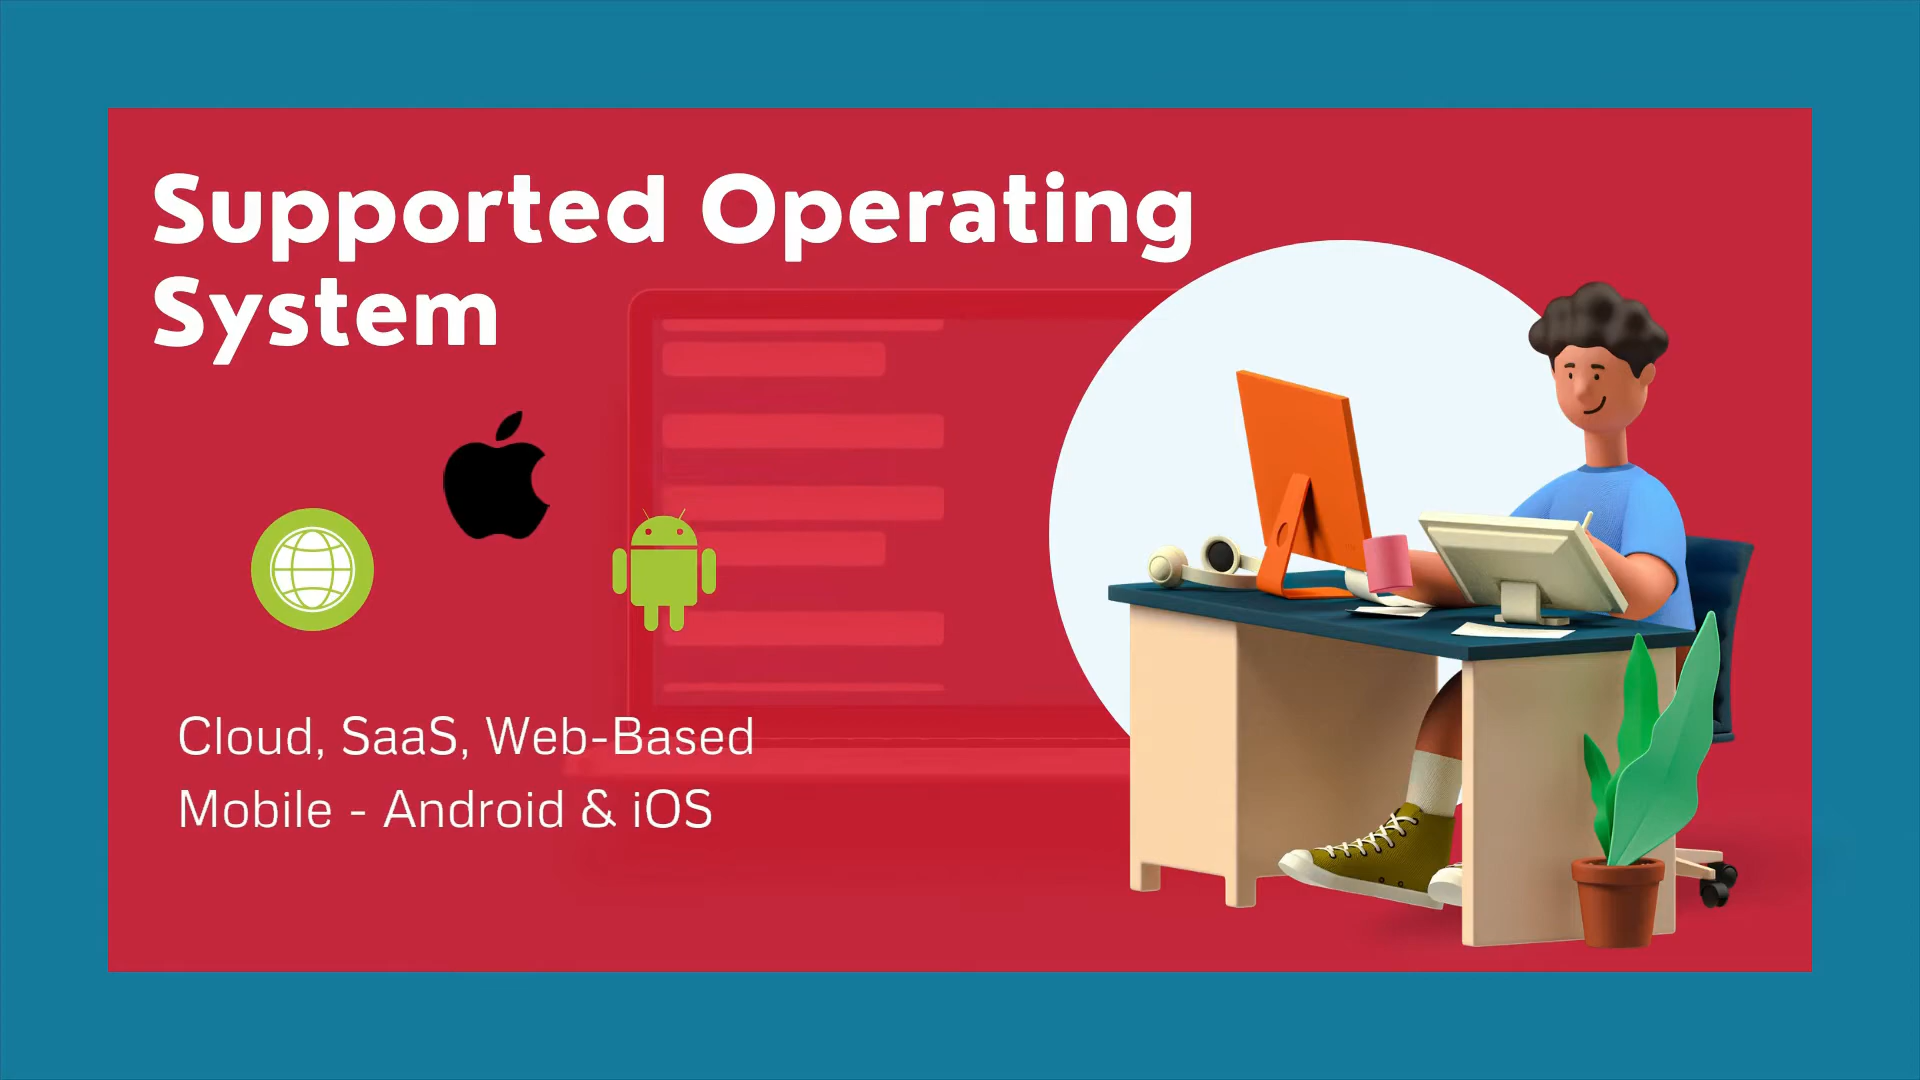 Supported Operating
System
Cloud, SaaS, Web-Based
Mobile - Android & iOS